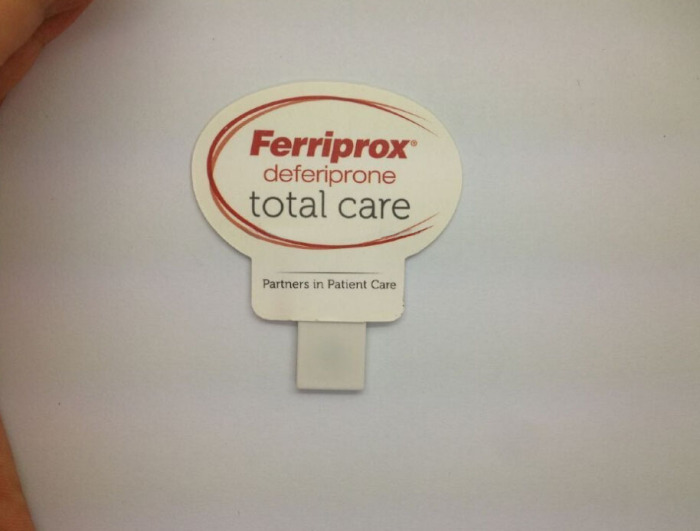 Ferriprox®
deferiprone
total care
Partners in Patient Care